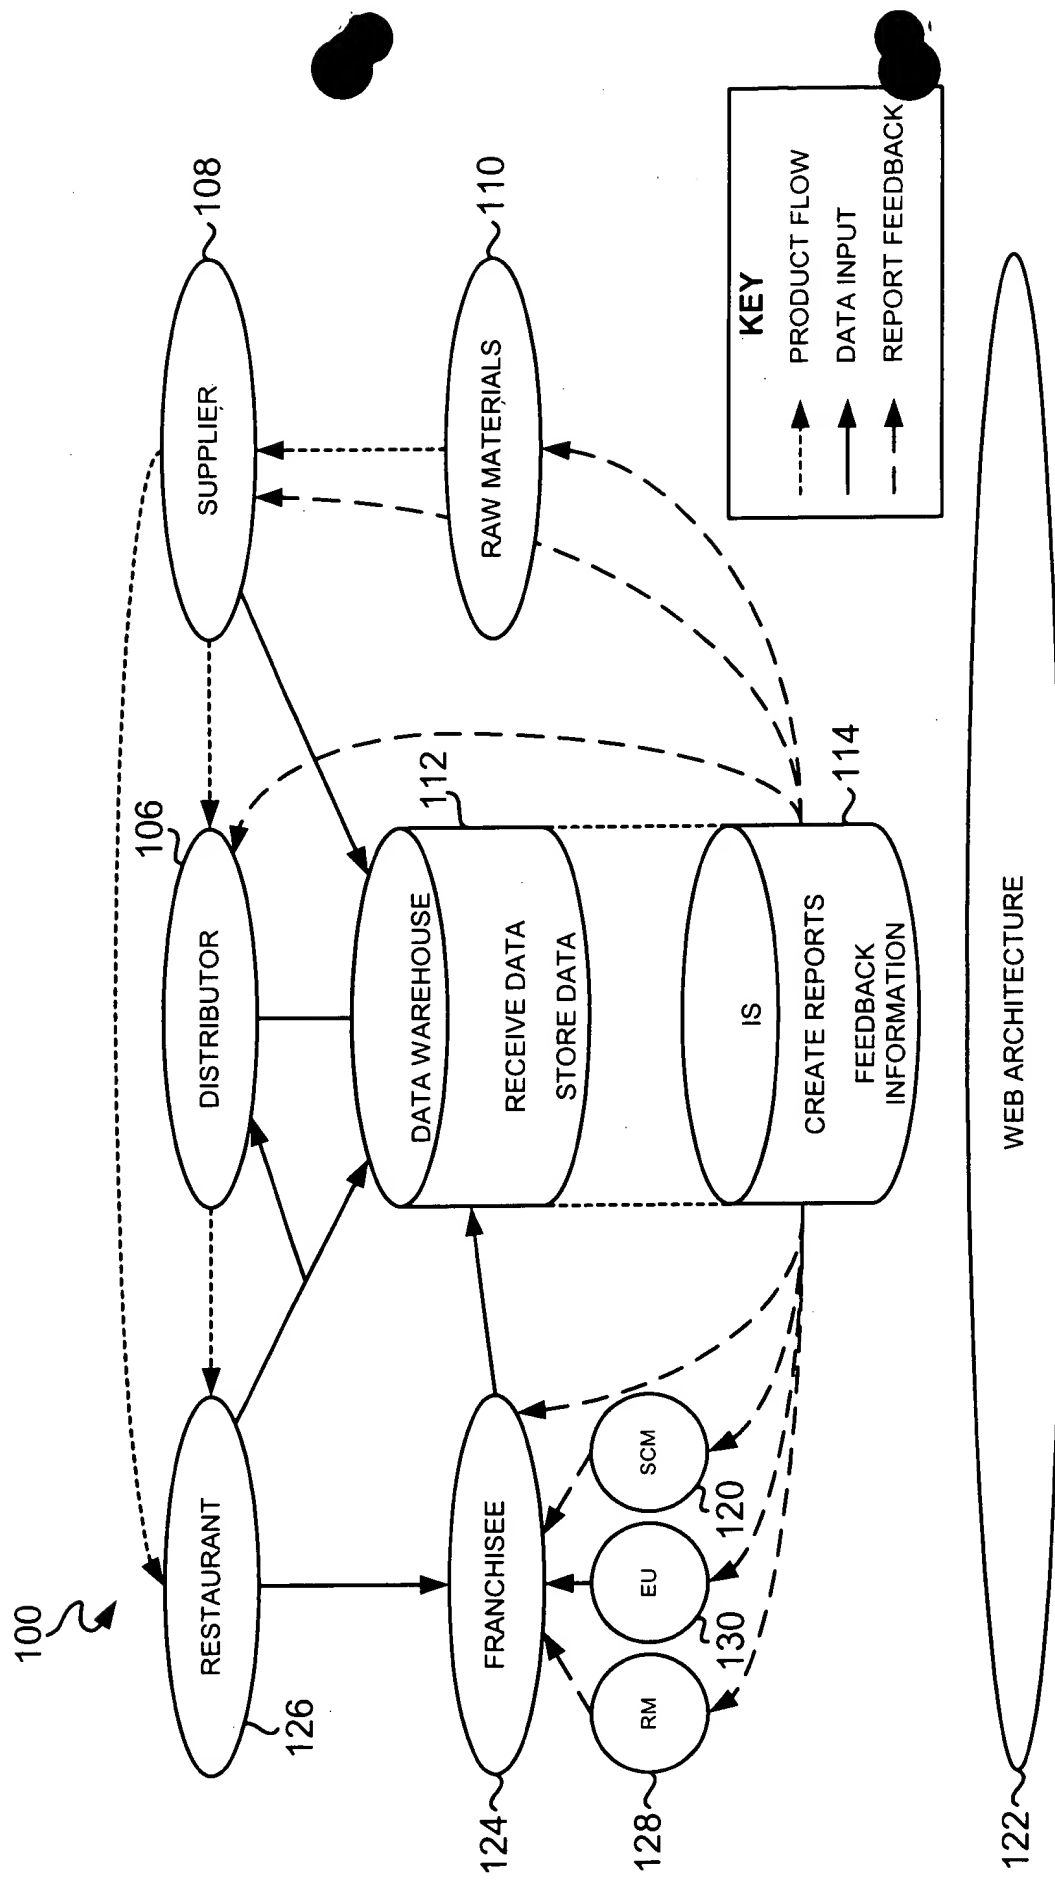 100
RESTAURANT
126
DISTRIBUTOR
106
SUPPLIER
108
FRANCHISEE
124
DATA WAREHOUSE
112
RECEIVE DATA
STORE DATA
RAW MATERIALS
110
RM
128
EU
130
SCM
120
IS
CREATE REPORTS
FEEDBACK
INFORMATION
114
KEY
PRODUCT FLOW
DATA INPUT
REPORT FEEDBACK
WEB ARCHITECTURE
122